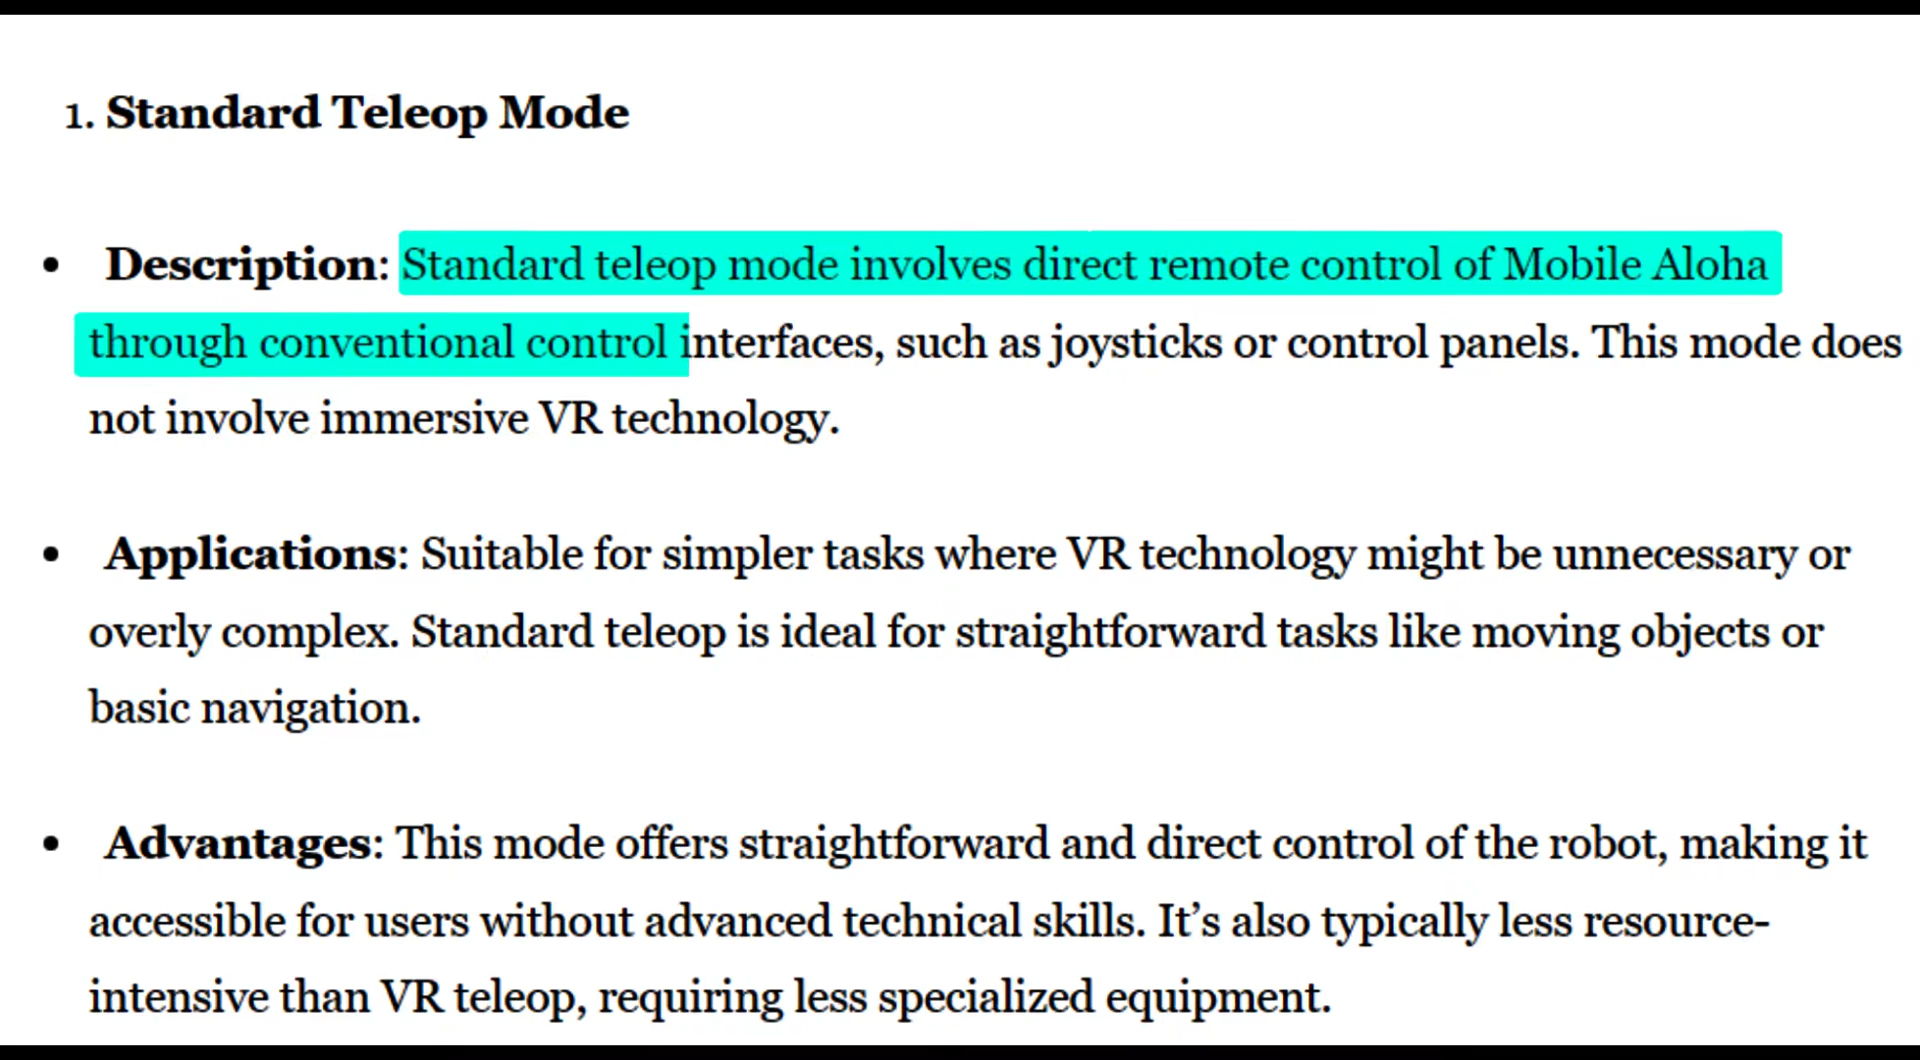 1. Standard Teleop Mode
• Description: Standard teleop mode involves direct remote control of Mobile Aloha
through conventional control interfaces, such as joysticks or control panels. This mode does
not involve immersive VR technology.
• Applications: Suitable for simpler tasks where VR technology might be unnecessary or
overly complex. Standard teleop is ideal for straightforward tasks like moving objects or
basic navigation.
• Advantages: This mode offers straightforward and direct control of the robot, making it
accessible for users without advanced technical skills. It’s also typically less resource-
intensive than VR teleop, requiring less specialized equipment.